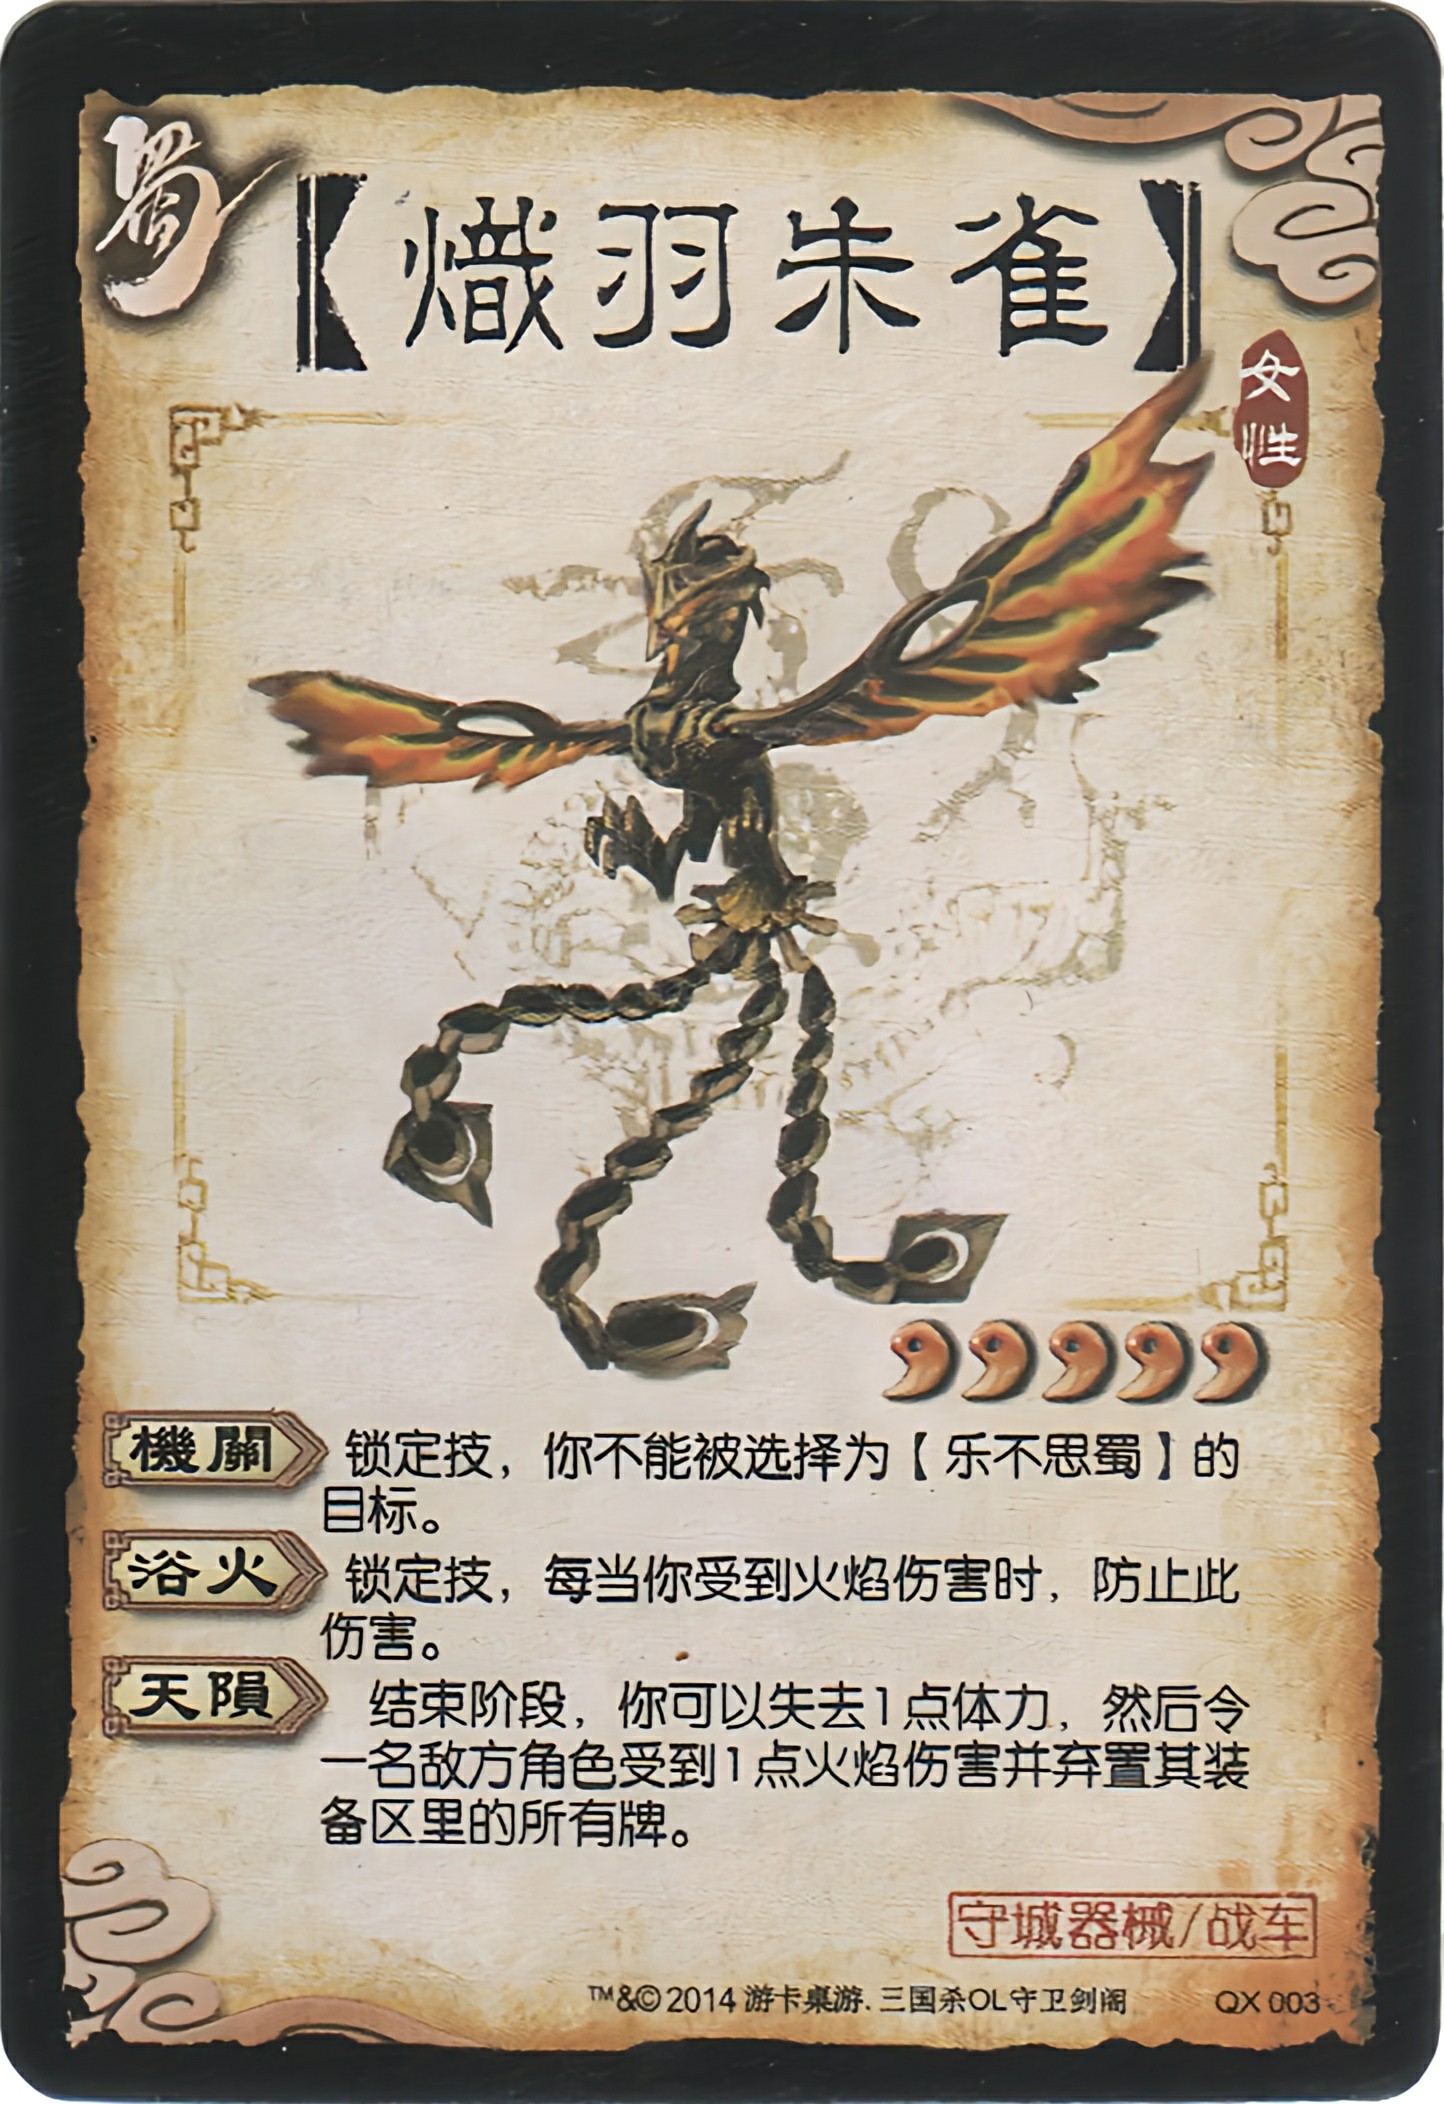 蜀
【熾羽朱雀】
女性
機關
锁定技，你不能被选择为【乐不思蜀】的
目标。
浴火
锁定技，每当你受到火焰伤害时，防止此
伤害。
天隕
结束阶段，你可以失去1点体力，然后令
一名敌方角色受到1点火焰伤害并弃置其装
备区里的所有牌。
守城器械/战车
™&© 2014 游卡桌游. 三国杀OL守卫剑阁
QX 003